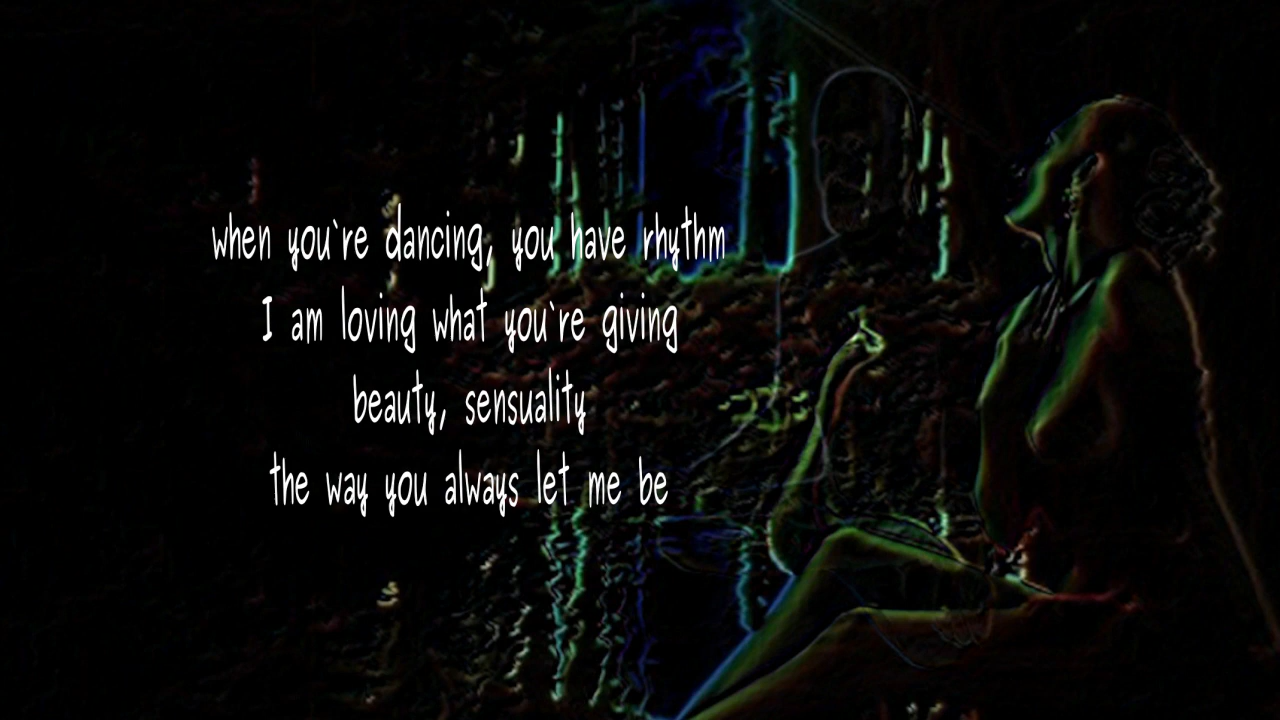 when you`re dancing, you have rhythm
I am loving what you`re giving
beauty, sensuality
the way you always let me be